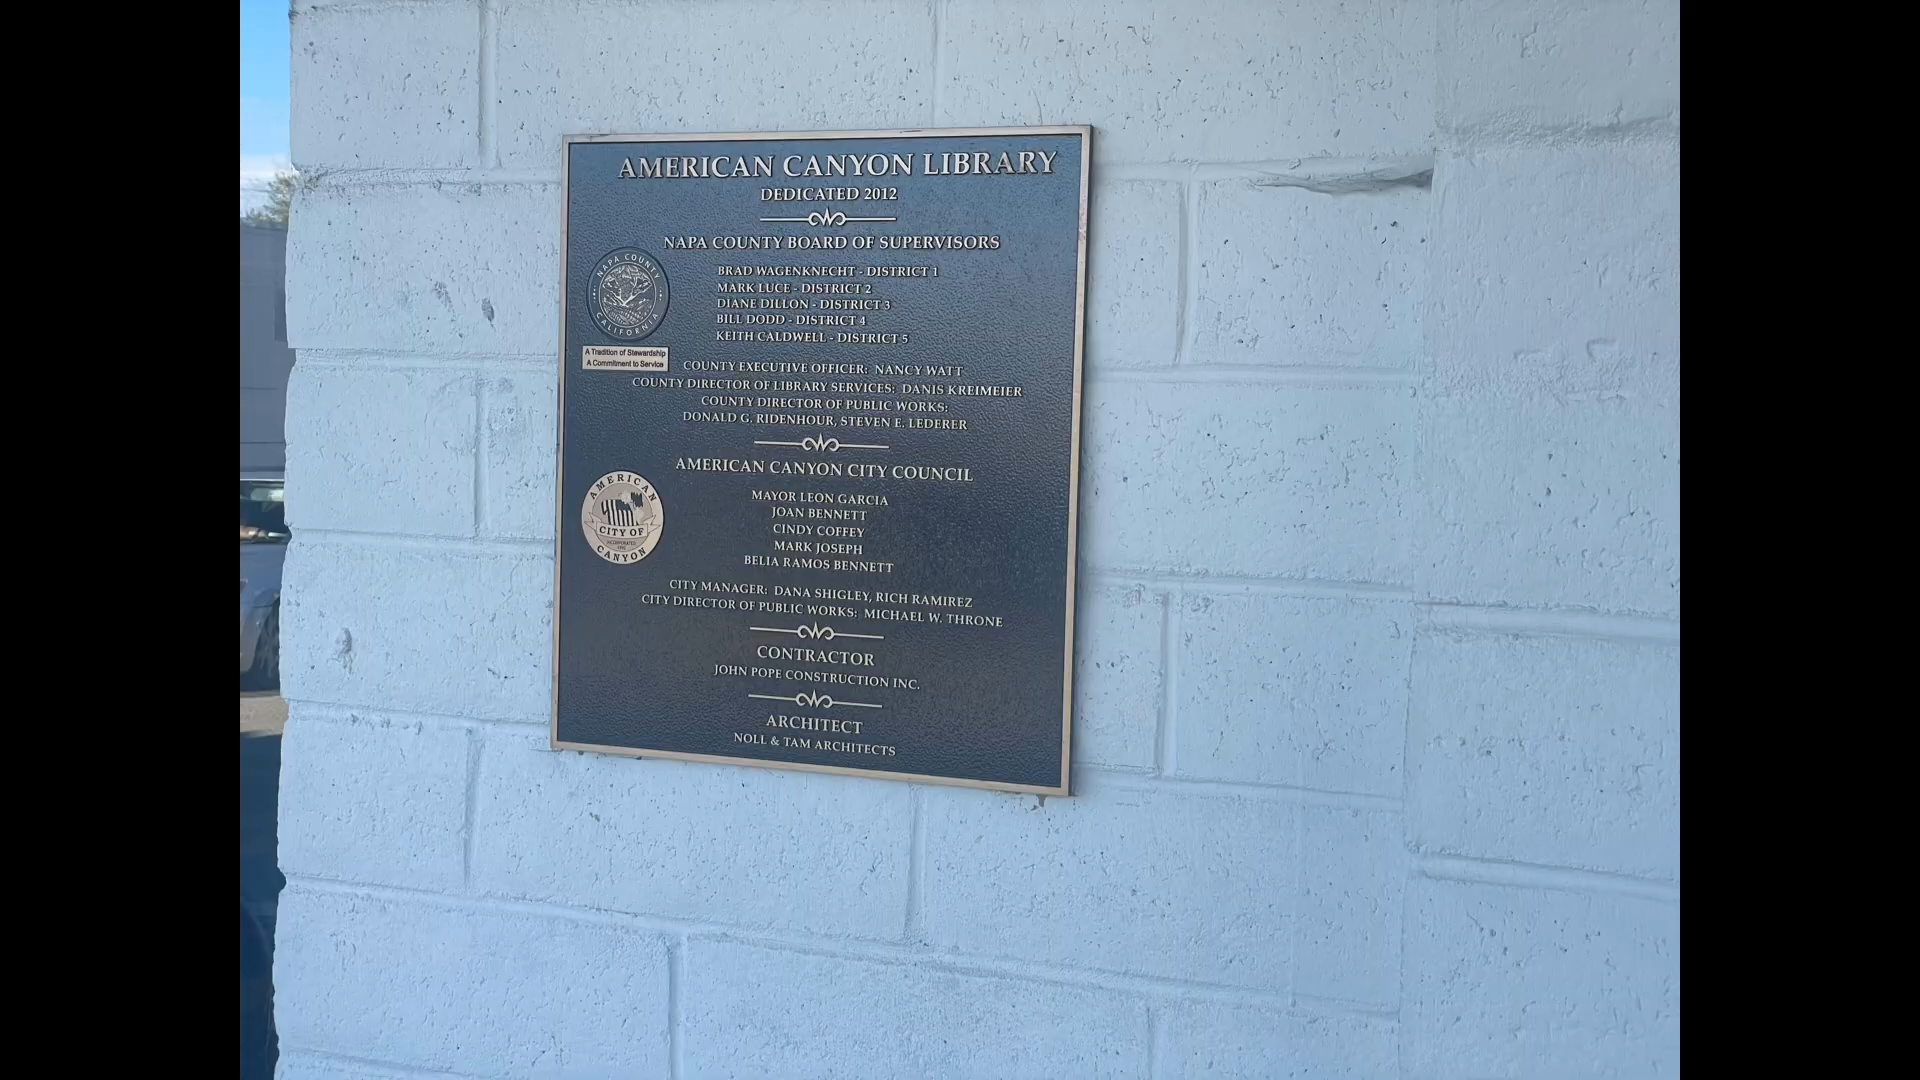 AMERICAN CANYON LIBRARY
DEDICATED 2012
NAPA COUNTY BOARD OF SUPERVISORS
NAPA COUNTY
CALIFORNIA
A Tradition of Stewardship
A Commitment to Service
BRAD WAGENKNECHT - DISTRICT 1
MARK LUCE - DISTRICT 2
DIANE DILLON - DISTRICT 3
BILL DODD - DISTRICT 4
KEITH CALDWELL - DISTRICT 5
COUNTY EXECUTIVE OFFICER: NANCY WATT
COUNTY DIRECTOR OF LIBRARY SERVICES: DANIS KREIMEIER
COUNTY DIRECTOR OF PUBLIC WORKS:
DONALD G. RIDENHOUR, STEVEN E. LEDERER
AMERICAN CANYON CITY COUNCIL
AMERICAN
CITY OF
INCORPORATED
1992
CANYON
MAYOR LEON GARCIA
JOAN BENNETT
CINDY COFFEY
MARK JOSEPH
BELIA RAMOS BENNETT
CITY MANAGER: DANA SHIGLEY, RICH RAMIREZ
CITY DIRECTOR OF PUBLIC WORKS: MICHAEL W. THRONE
CONTRACTOR
JOHN POPE CONSTRUCTION INC.
ARCHITECT
NOLL & TAM ARCHITECTS